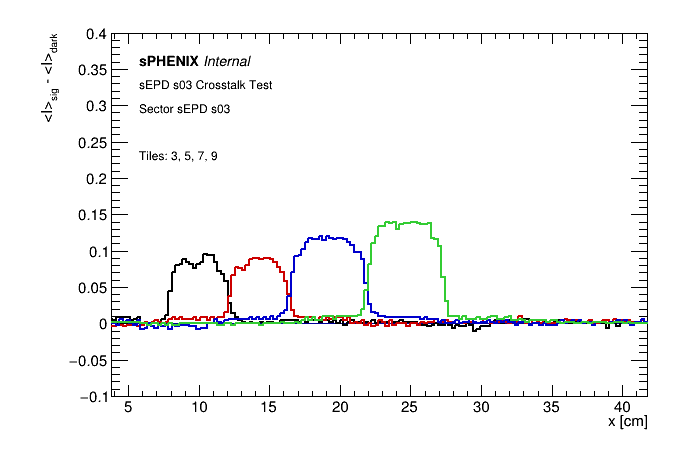 <I>sig - <I>dark
0.4
0.35
0.3
0.25
0.2
0.15
0.1
0.05
0
−0.05
−0.1
sPHENIX Internal
sEPD s03 Crosstalk Test
Sector sEPD s03
Tiles: 3, 5, 7, 9
5 10 15 20 25 30 35 40
x [cm]